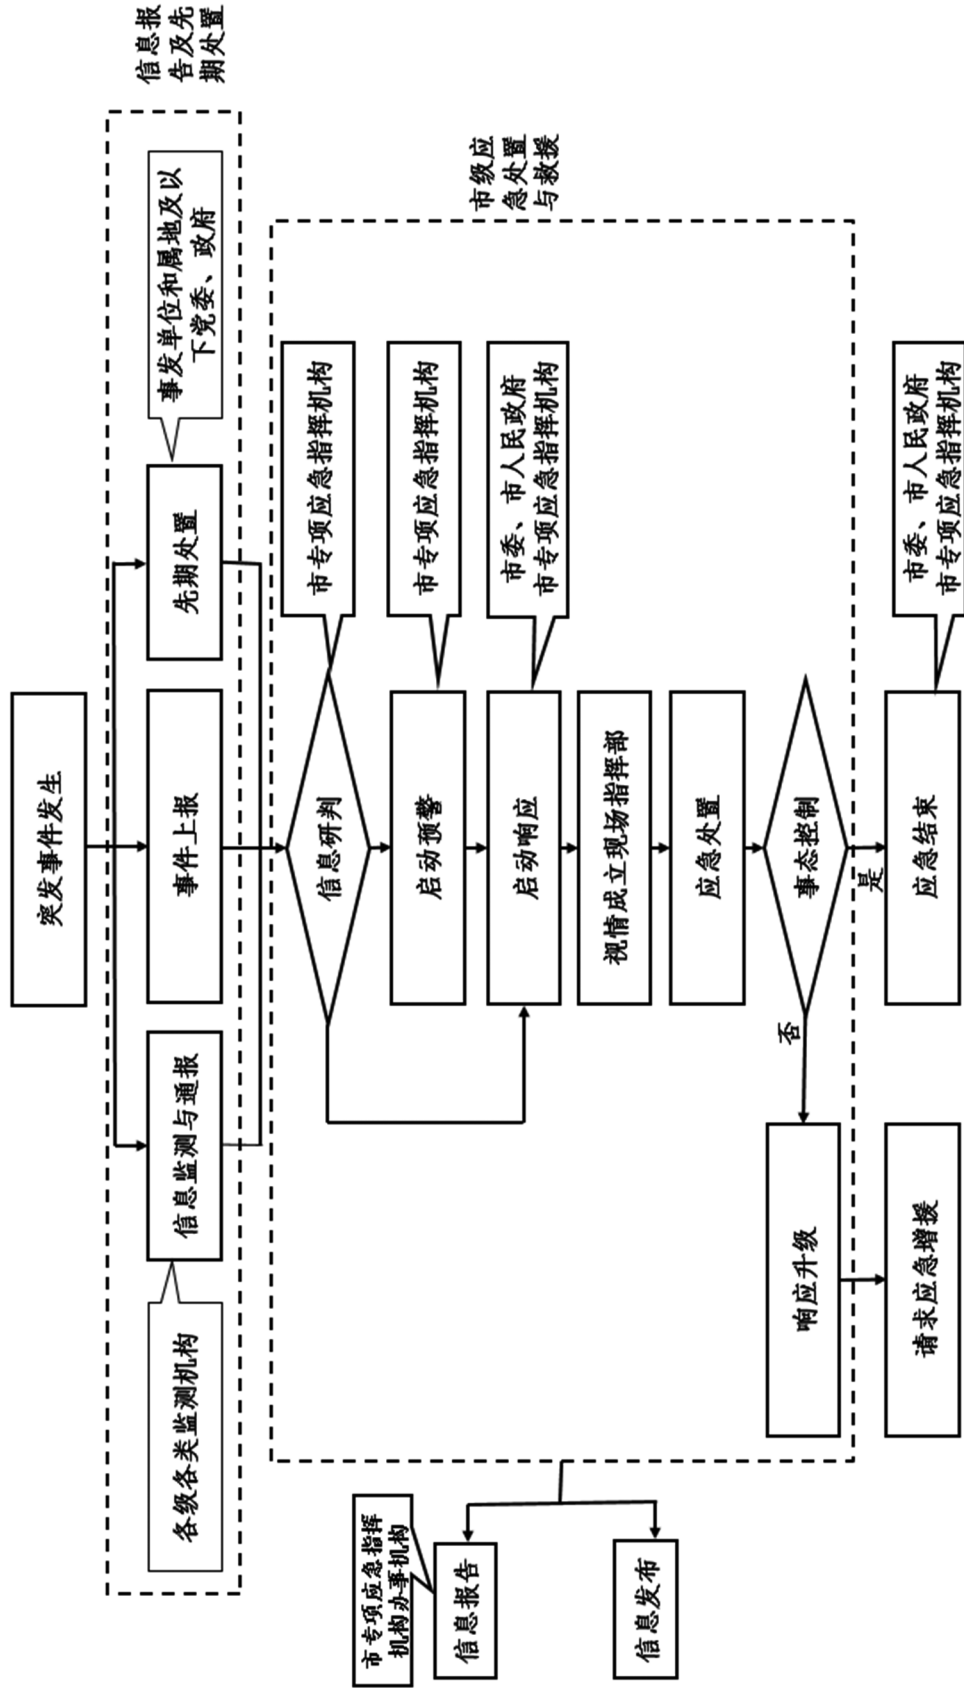 突发事件发生
信息报
告及先
期处置
各级各类监测机构
信息监测与通报
事件上报
先期处置
事发单位和属地及以
下党委、政府
市级应
急处置
与救援
信息研判
市专项应急指挥机构
启动预警
市专项应急指挥机构
启动响应
市委、市人民政府
市专项应急指挥机构
视情成立现场指挥部
应急处置
事态控制
否
是
响应升级
请求应急增援
应急结束
市委、市人民政府
市专项应急指挥机构
市专项应急指挥
机构办事机构
信息报告
信息发布